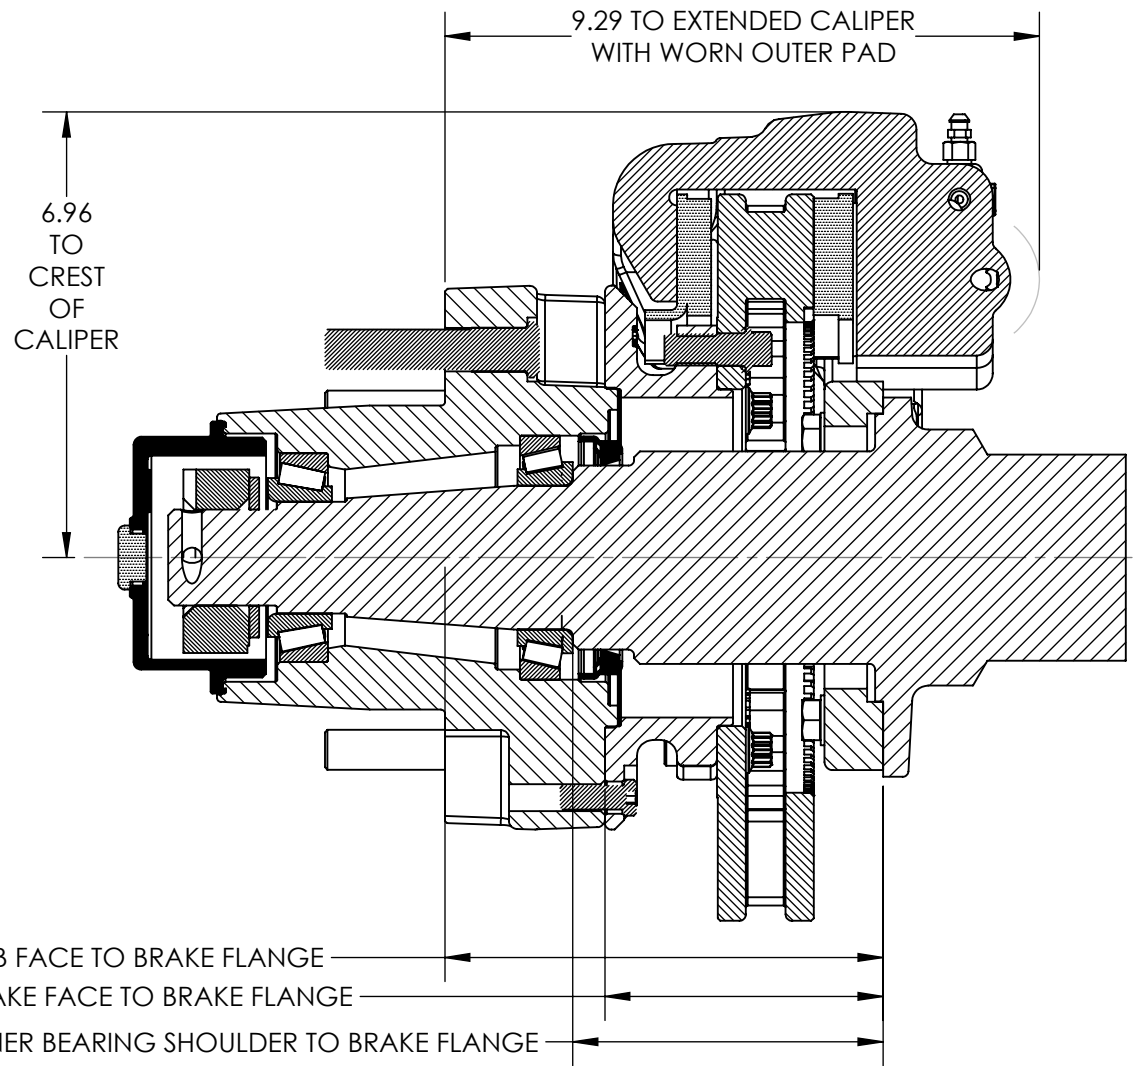 9.29 TO EXTENDED CALIPER
WITH WORN OUTER PAD
6.96
TO
CREST
OF
CALIPER
FACE TO BRAKE FLANGE
FACE TO BRAKE FLANGE
BEARING SHOULDER TO BRAKE FLANGE